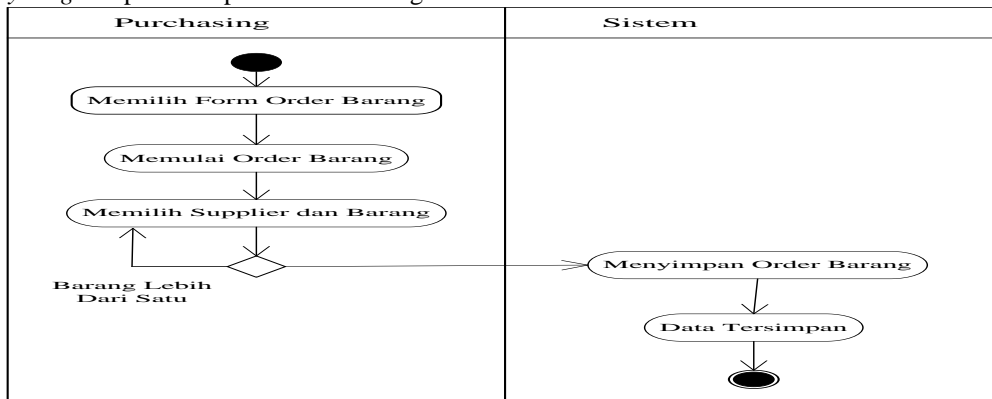 Purchasing
Sistem
Memilih Form Order Barang
Memulai Order Barang
Memilih Supplier dan Barang
Barang Lebih
Dari Satu
Menyimpan Order Barang
Data Tersimpan